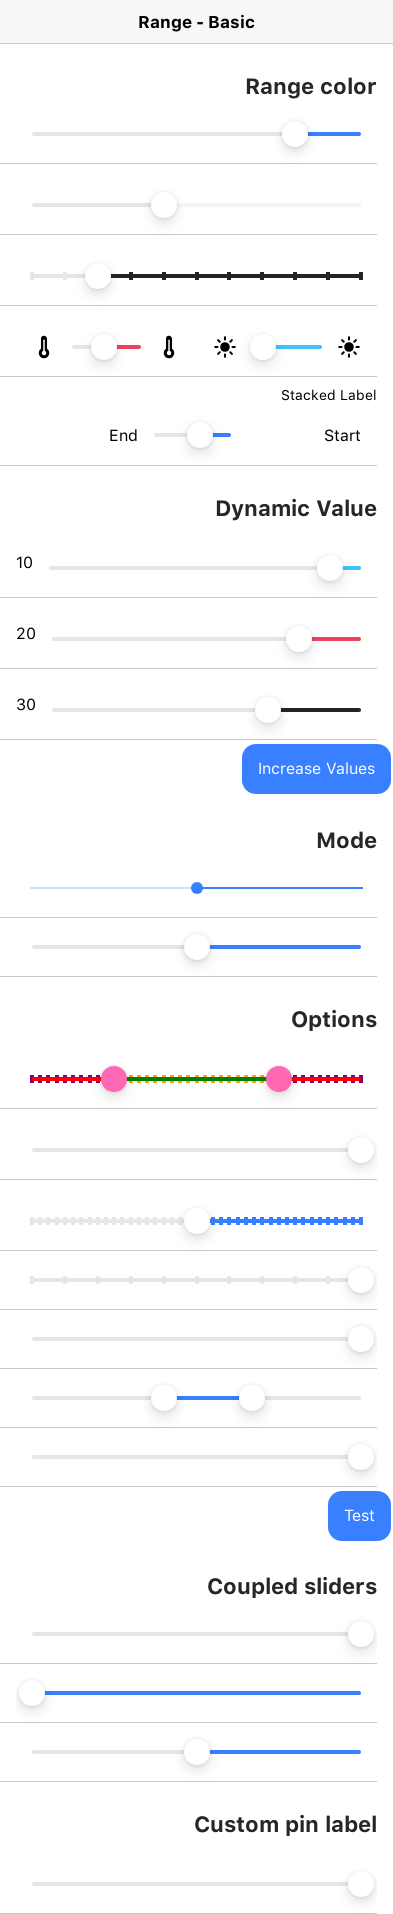 Range - Basic
Range color
Stacked Label
End
Start
Dynamic Value
10
20
30
Increase Values
Mode
Options
Test
Coupled sliders
Custom pin label